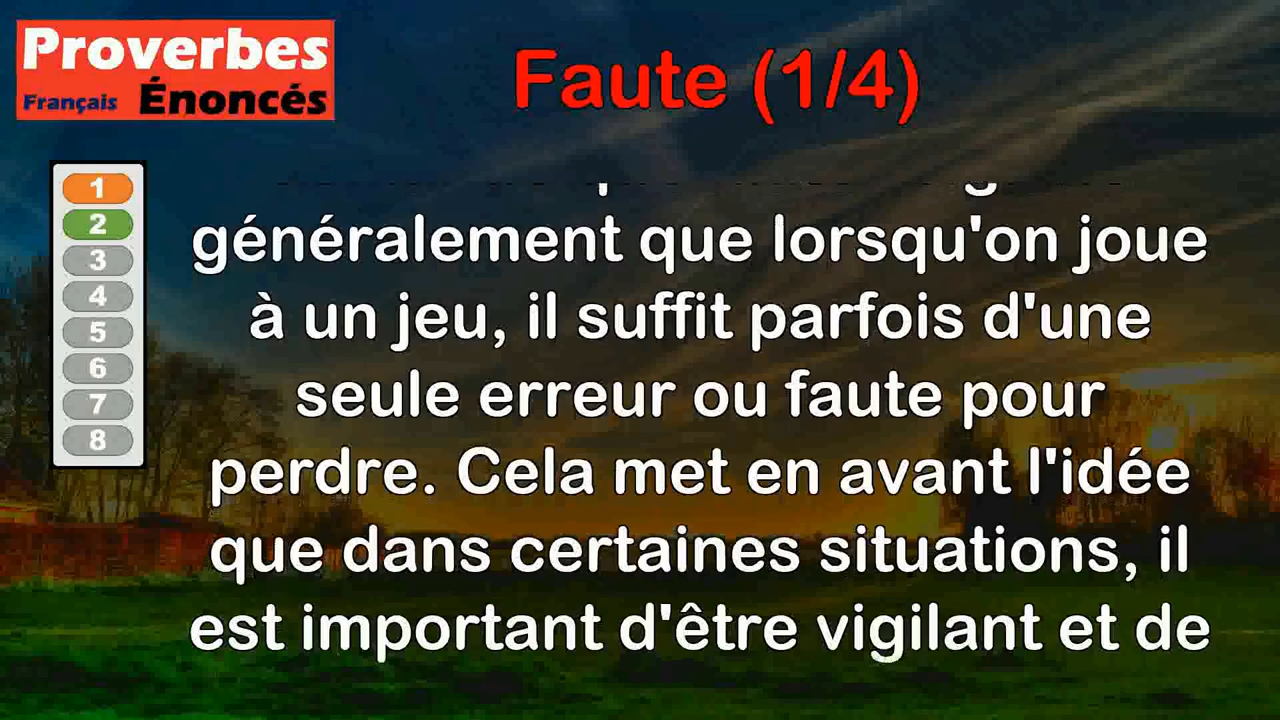 Proverbes
Français Énoncés
Faute (1/4)
1
2
3
4
5
6
7
8
généralement que lorsqu'on joue
à un jeu, il suffit parfois d'une
seule erreur ou faute pour
perdre. Cela met en avant l'idée
que dans certaines situations, il
est important d'être vigilant et de